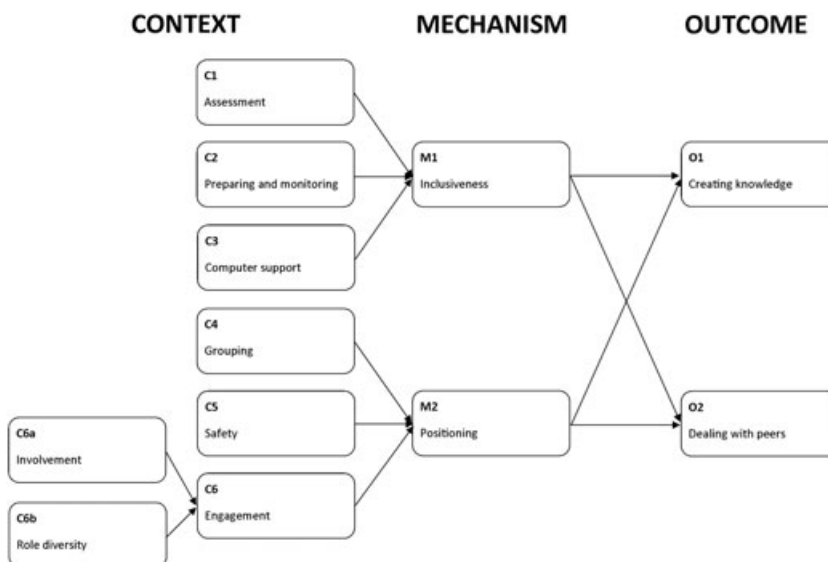 CONTEXT
MECHANISM
OUTCOME
C1
Assessment
C2
Preparing and monitoring
C3
Computer support
C4
Grouping
C5
Safety
C6a
Involvement
C6b
Role diversity
C6
Engagement
M1
Inclusiveness
M2
Positioning
O1
Creating knowledge
O2
Dealing with peers